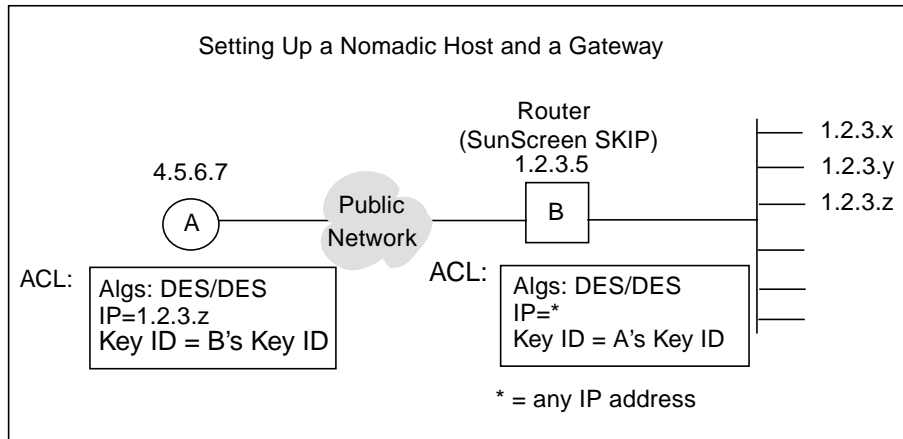 Setting Up a Nomadic Host and a Gateway
Router
(SunScreen SKIP)
1.2.3.5
4.5.6.7
A
Public
Network
B
1.2.3.x
1.2.3.y
1.2.3.z
ACL:
Algs: DES/DES
IP=1.2.3.z
Key ID = B's Key ID
ACL:
Algs: DES/DES
IP=*
Key ID = A's Key ID
* = any IP address